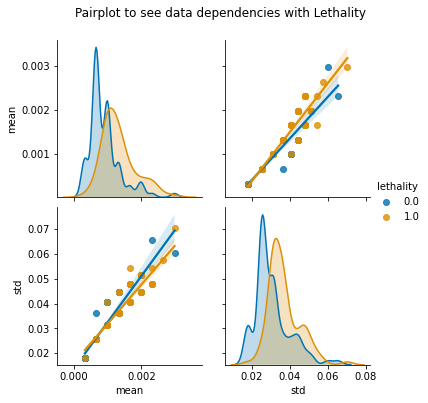 Pairplot to see data dependencies with Lethality
0.003
0.002
0.001
mean
lethality
0.0
1.0
0.07
0.06
0.05
0.04
0.03
0.02
std
0.000 0.002
mean
0.02 0.04 0.06 0.08
std